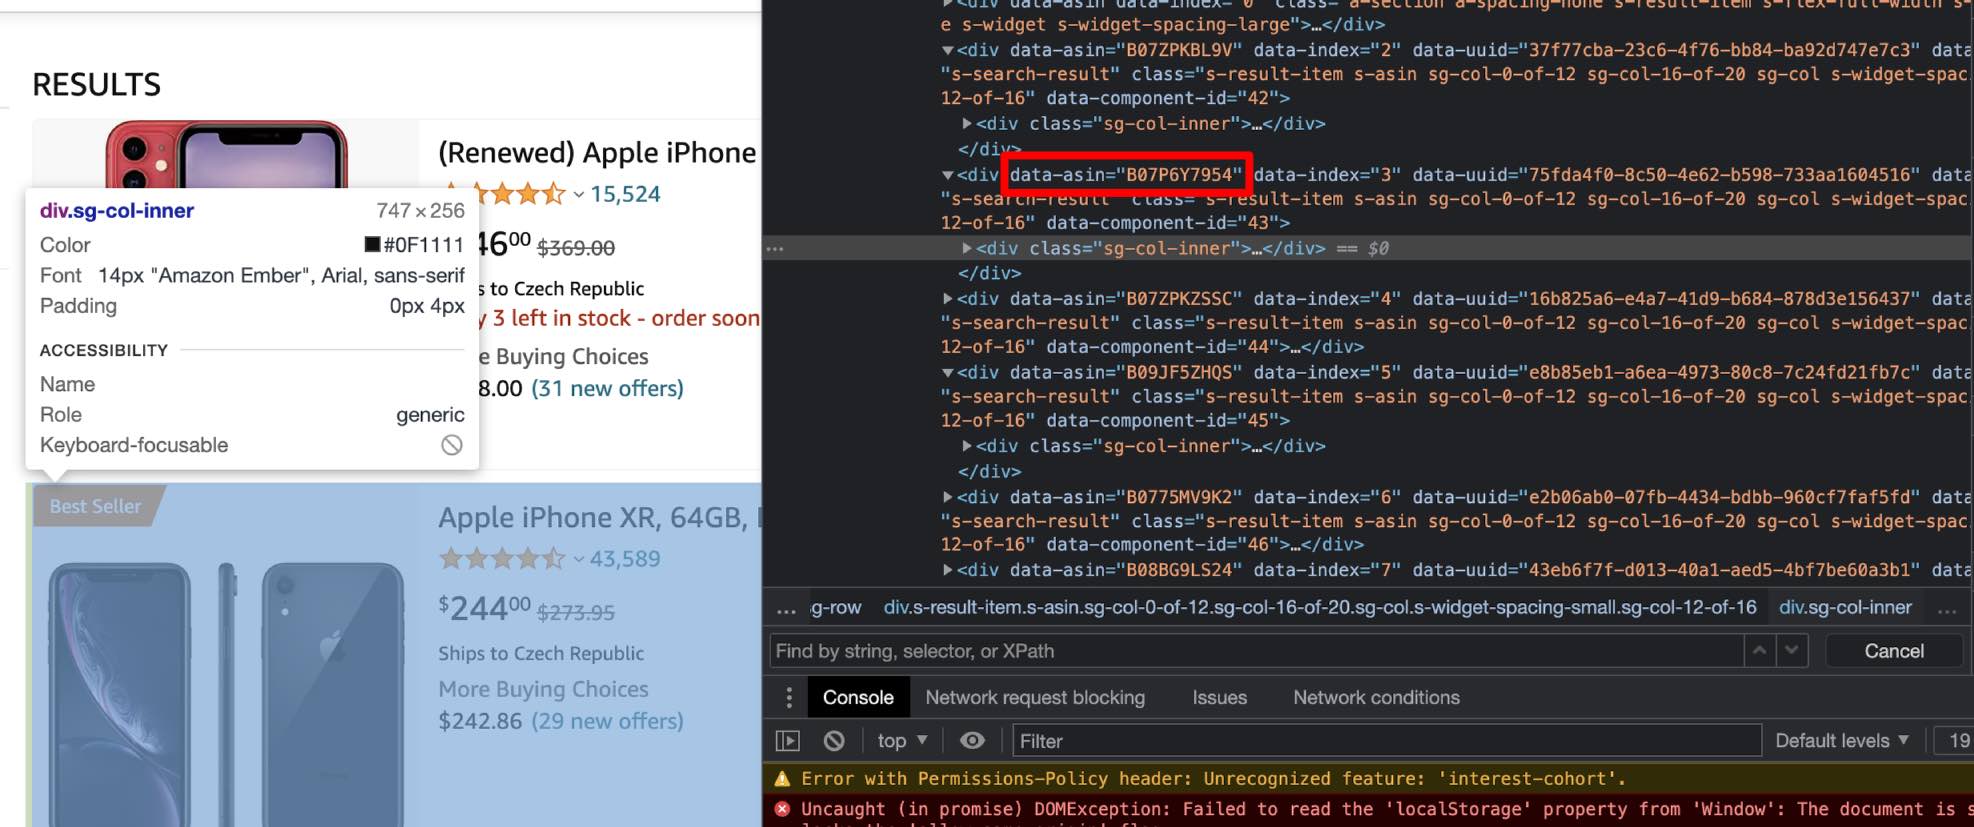 RESULTS
(Renewed) Apple iPhone
15,524
46⁰⁰ $369.00
s to Czech Republic
y 3 left in stock - order soon
e Buying Choices
8.00 (31 new offers)
div.sg-col-inner 747 × 256
Color #0F1111
Font 14px "Amazon Ember", Arial, sans-serif
Padding 0px 4px
ACCESSIBILITY
Name
Role generic
Keyboard-focusable
Best Seller
Apple iPhone XR, 64GB,
43,589
$244⁰⁰ $273.95
Ships to Czech Republic
More Buying Choices
$242.86 (29 new offers)
<div data-asin data-index="0" class="a-section a-spacing-none s-result-item s-flex-full-width s-
e s-widget s-widget-spacing-large">…</div>
▼<div data-asin="B07ZPKBL9V" data-index="2" data-uuid="37f77cba-23c6-4f76-bb84-ba92d747e7c3" data
"s-search-result" class="s-result-item s-asin sg-col-0-of-12 sg-col-16-of-20 sg-col s-widget-spac
12-of-16" data-component-id="42">
▶<div class="sg-col-inner">…</div>
</div>
▼<div data-asin="B07P6Y7954" data-index="3" data-uuid="75fda4f0-8c50-4e62-b598-733aa1604516" data
"s-search-result" class="s-result-item s-asin sg-col-0-of-12 sg-col-16-of-20 sg-col s-widget-spac
12-of-16" data-component-id="43">
… ▶<div class="sg-col-inner">…</div> == $0
</div>
▶<div data-asin="B07ZPKZSSC" data-index="4" data-uuid="16b825a6-e4a7-41d9-b684-878d3e156437" data
"s-search-result" class="s-result-item s-asin sg-col-0-of-12 sg-col-16-of-20 sg-col s-widget-spac
12-of-16" data-component-id="44">…</div>
▼<div data-asin="B09JF5ZHQS" data-index="5" data-uuid="e8b85eb1-a6ea-4973-80c8-7c24fd21fb7c" data
"s-search-result" class="s-result-item s-asin sg-col-0-of-12 sg-col-16-of-20 sg-col s-widget-spac
12-of-16" data-component-id="45">
▶<div class="sg-col-inner">…</div>
</div>
▶<div data-asin="B0775MV9K2" data-index="6" data-uuid="e2b06ab0-07fb-4434-bdbb-960cf7faf5fd" data
"s-search-result" class="s-result-item s-asin sg-col-0-of-12 sg-col-16-of-20 sg-col s-widget-spac
12-of-16" data-component-id="46">…</div>
▶<div data-asin="B08BG9LS24" data-index="7" data-uuid="43eb6f7f-d013-40a1-aed5-4bf7be60a3b1" data
… g-row div.s-result-item.s-asin.sg-col-0-of-12.sg-col-16-of-20.sg-col.s-widget-spacing-small.sg-col-12-of-16 div.sg-col-inner …
Find by string, selector, or XPath Cancel
Console Network request blocking Issues Network conditions
top ▼ Filter Default levels ▼ 19
Error with Permissions-Policy header: Unrecognized feature: 'interest-cohort'.
Uncaught (in promise) DOMException: Failed to read the 'localStorage' property from 'Window': The document is s